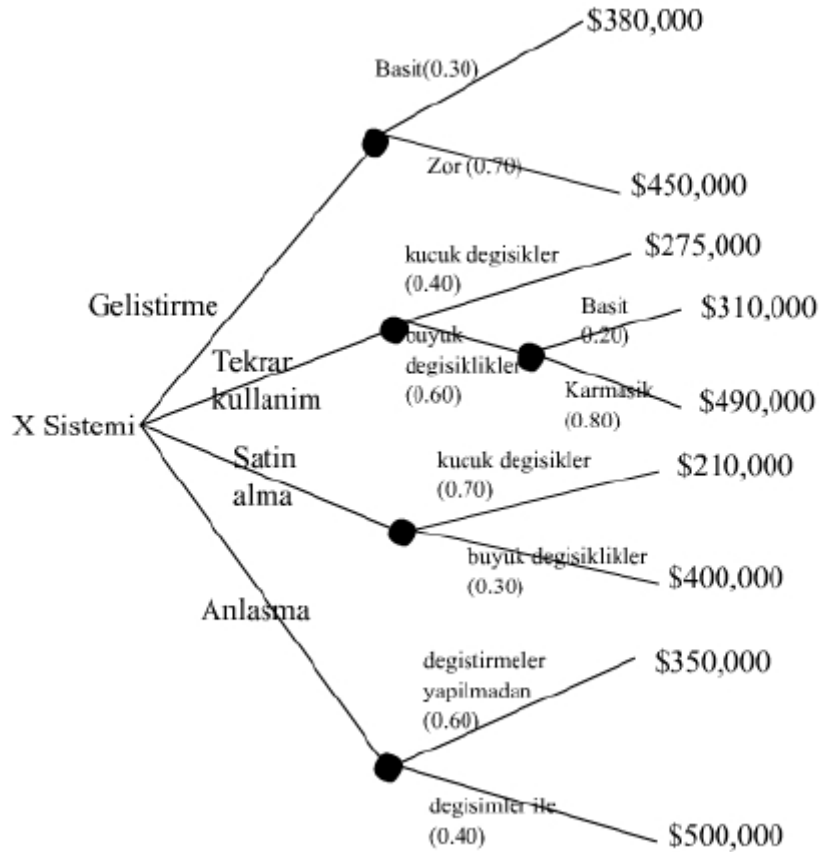 $380,000
Basit(0.30)
Zor (0.70)
$450,000
kucuk degisikler
(0.40)
$275,000
Gelistirme
Basit
0.20)
$310,000
buyuk
degisiklikler
(0.60)
Tekrar
kullanim
Karmasik
(0.80)
$490,000
X Sistemi
Satin
alma
kucuk degisikler
(0.70)
$210,000
buyuk degisiklikler
(0.30)
$400,000
Anlasma
degistirmeler
yapilmadan
(0.60)
$350,000
degisimler ile
(0.40)
$500,000